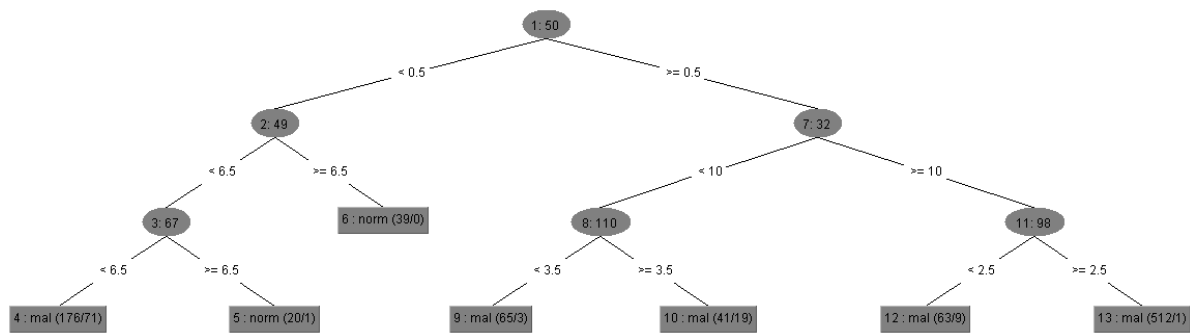 1: 50
< 0.5
>= 0.5
2: 49
7: 32
< 6.5
>= 6.5
< 10
>= 10
3: 67
6 : norm (39/0)
8: 110
11: 98
< 6.5
>= 6.5
< 3.5
>= 3.5
< 2.5
>= 2.5
4 : mal (176/71)
5 : norm (20/1)
9 : mal (65/3)
10 : mal (41/19)
12 : mal (63/9)
13 : mal (512/1)